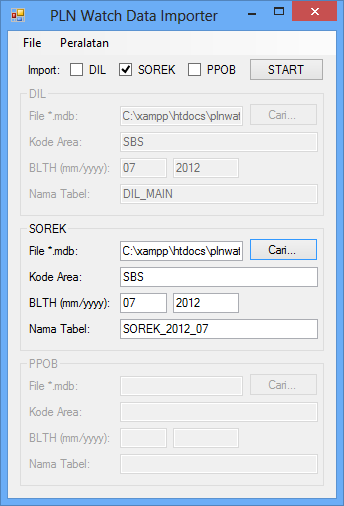 PLN Watch Data Importer
File Peralatan
Import: DIL SOREK PPOB START
DIL
File *.mdb: C:\xampp\htdocs\plnwat Cari...
Kode Area: SBS
BLTH (mm/yyyy): 07 2012
Nama Tabel: DIL_MAIN
SOREK
File *.mdb: C:\xampp\htdocs\plnwat Cari...
Kode Area: SBS
BLTH (mm/yyyy): 07 2012
Nama Tabel: SOREK_2012_07
PPOB
File *.mdb: Cari...
Kode Area:
BLTH (mm/yyyy):
Nama Tabel: